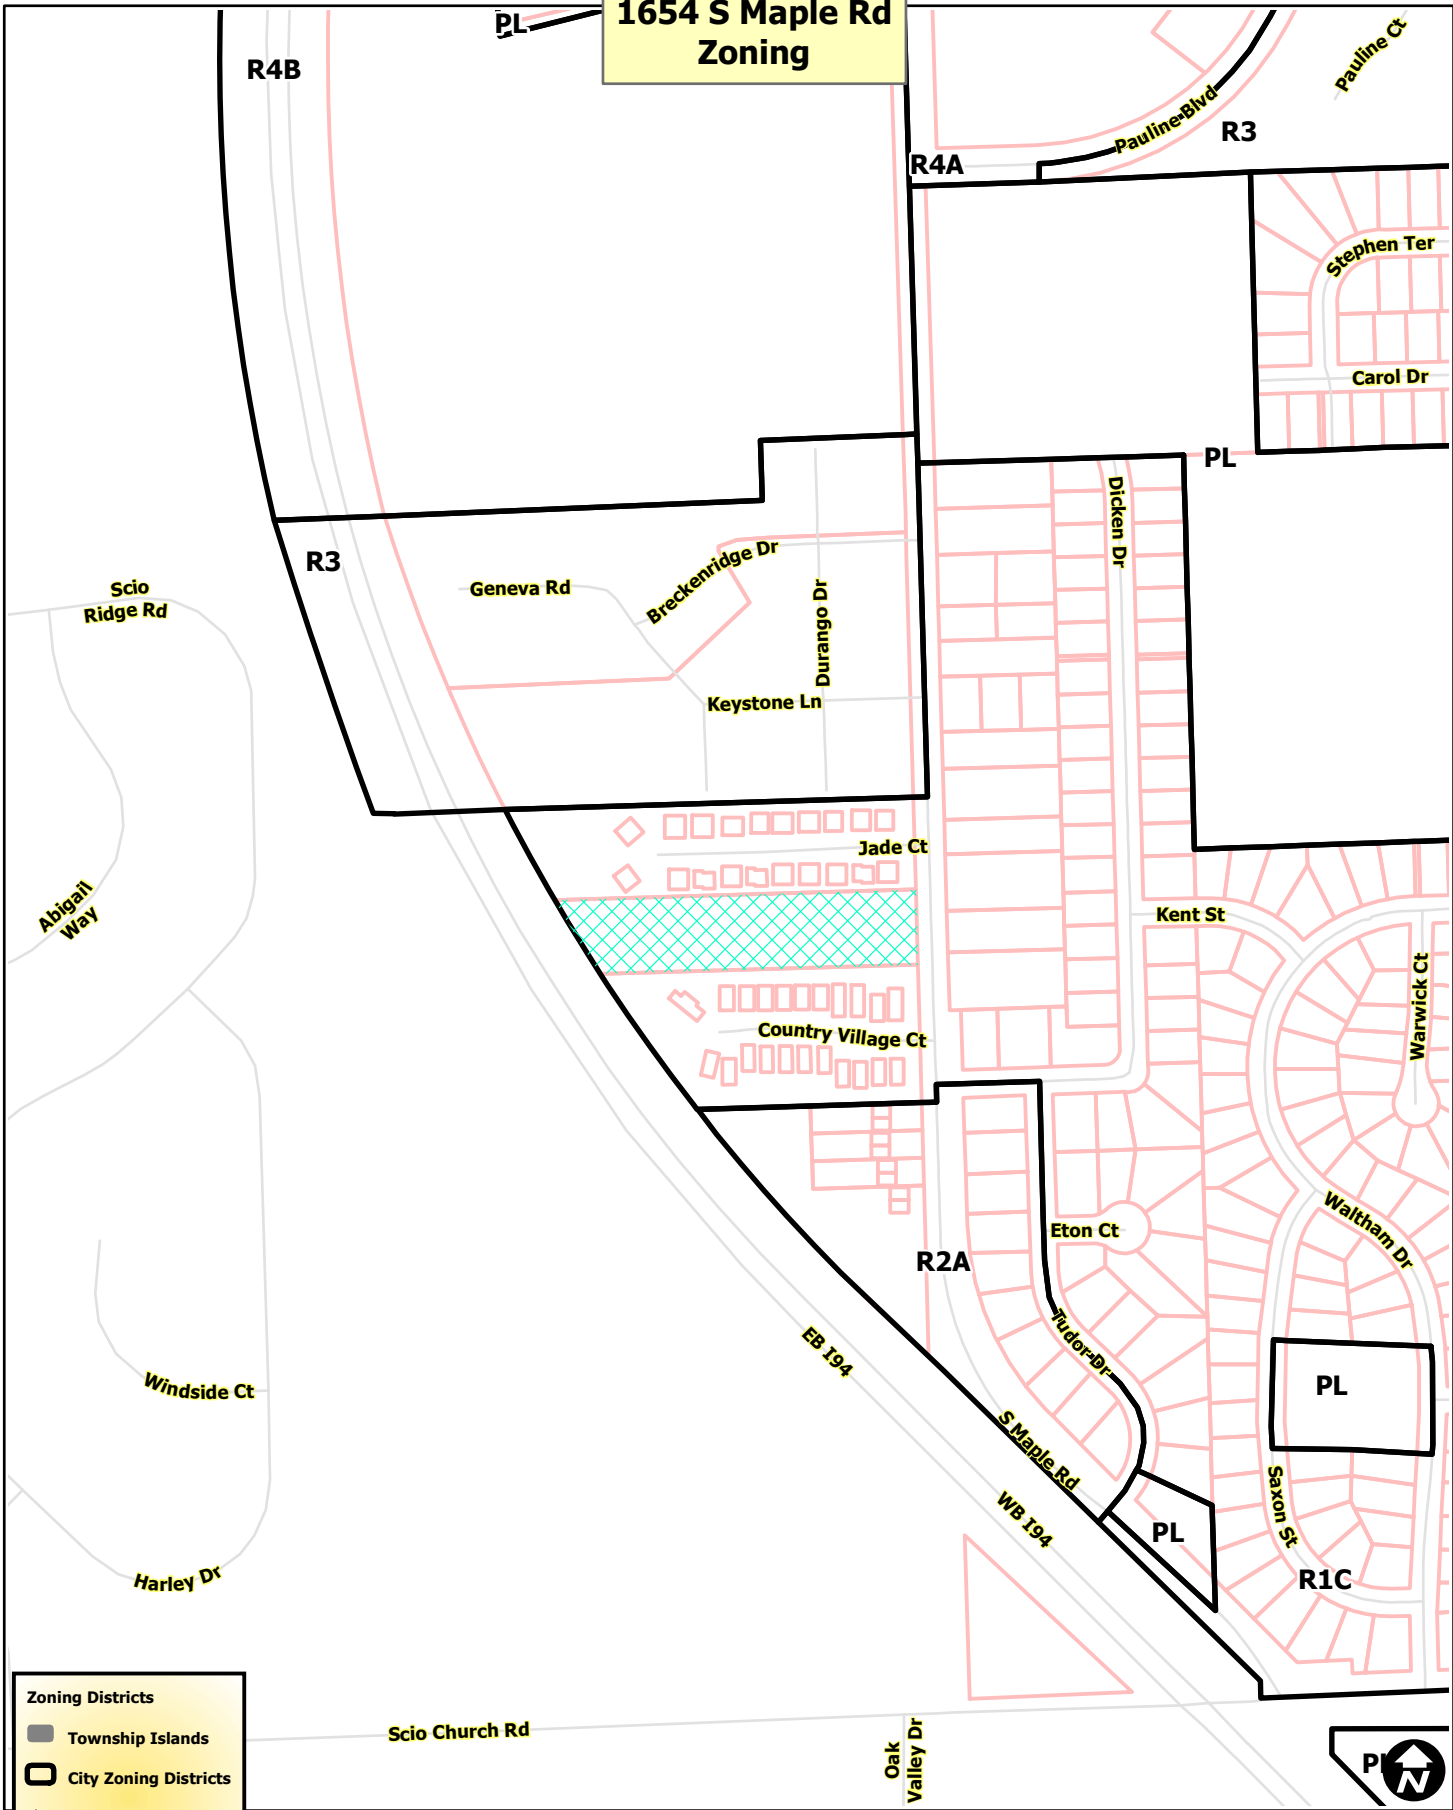 1654 S Maple Rd
Zoning
PL
R4B
Pauline Ct
Pauline Blvd
R3
R4A
Stephen Ter
Carol Dr
PL
Dicken Dr
R3
Geneva Rd
Breckenridge Dr
Durango Dr
Keystone Ln
Scio
Ridge Rd
Jade Ct
Abigail
Way
Kent St
Warwick Ct
Country Village Ct
Waltham Dr
Eton Ct
R2A
Tudor Dr
EB I94
PL
Windside Ct
S Maple Rd
Saxon St
WB I94
PL
R1C
Harley Dr
Zoning Districts
Township Islands
City Zoning Districts
Scio Church Rd
Oak
Valley Dr
N